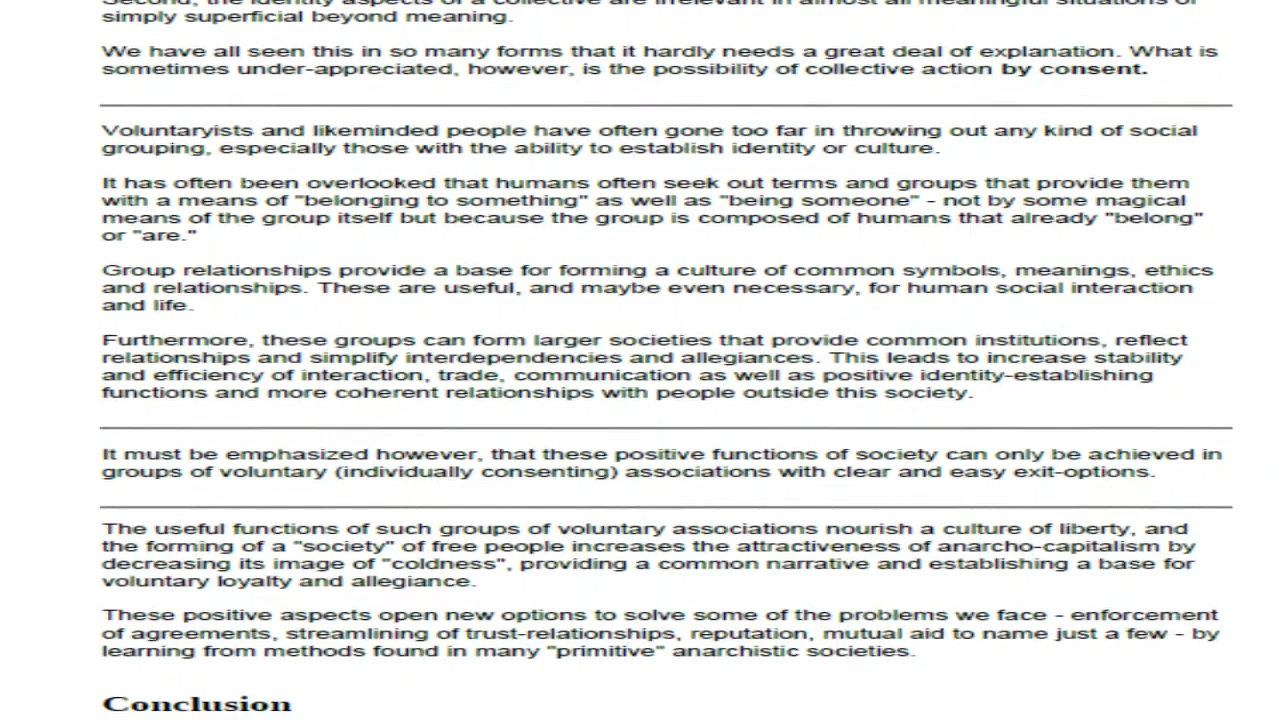 Second, the identity aspects of a collective are irrelevant in almost all meaningful situations or
simply superficial beyond meaning.
We have all seen this in so many forms that it hardly needs a great deal of explanation. What is
sometimes under-appreciated, however, is the possibility of collective action by consent.
Voluntaryists and likeminded people have often gone too far in throwing out any kind of social
grouping, especially those with the ability to establish identity or culture.
It has often been overlooked that humans often seek out terms and groups that provide them
with a means of "belonging to something" as well as "being someone" - not by some magical
means of the group itself but because the group is composed of humans that already "belong"
or "are."
Group relationships provide a base for forming a culture of common symbols, meanings, ethics
and relationships. These are useful, and maybe even necessary, for human social interaction
and life.
Furthermore, these groups can form larger societies that provide common institutions, reflect
relationships and simplify interdependencies and allegiances. This leads to increase stability
and efficiency of interaction, trade, communication as well as positive identity-establishing
functions and more coherent relationships with people outside this society.
It must be emphasized however, that these positive functions of society can only be achieved in
groups of voluntary (individually consenting) associations with clear and easy exit-options.
The useful functions of such groups of voluntary associations nourish a culture of liberty, and
the forming of a "society" of free people increases the attractiveness of anarcho-capitalism by
decreasing its image of "coldness", providing a common narrative and establishing a base for
voluntary loyalty and allegiance.
These positive aspects open new options to solve some of the problems we face - enforcement
of agreements, streamlining of trust-relationships, reputation, mutual aid to name just a few - by
learning from methods found in many "primitive" anarchistic societies.
Conclusion